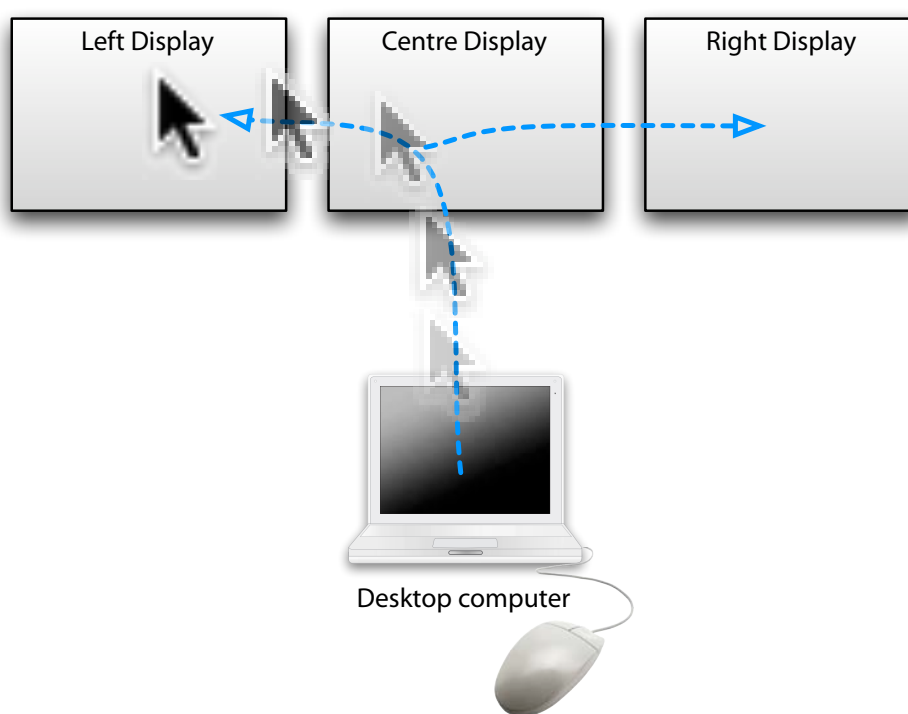 Left Display
Centre Display
Right Display
Desktop computer